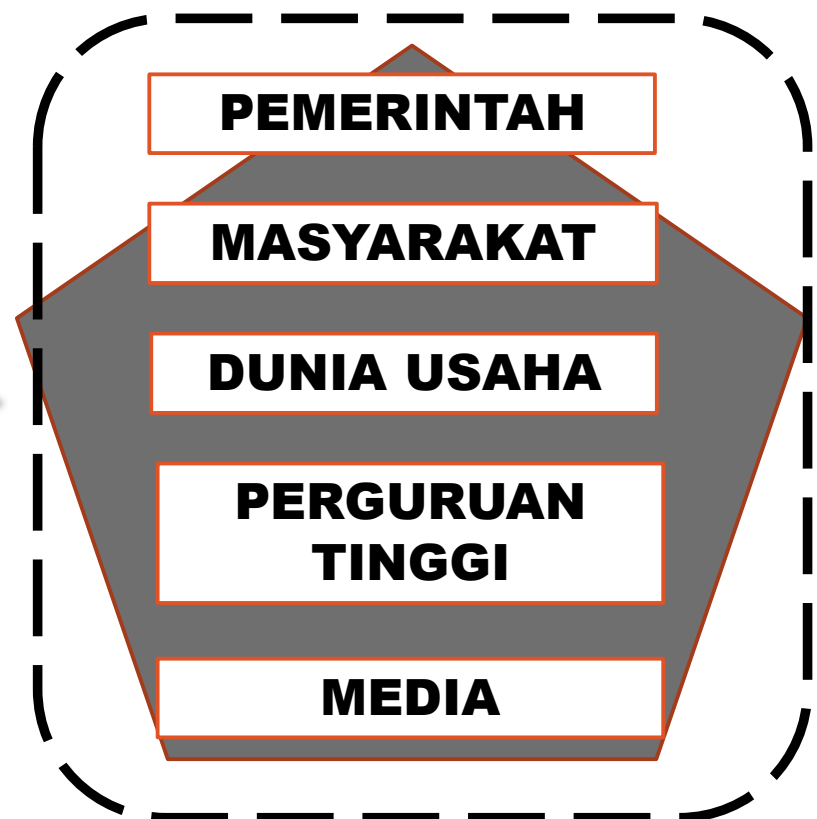 PEMERINTAH
MASYARAKAT
DUNIA USAHA
PERGURUAN
TINGGI
MEDIA